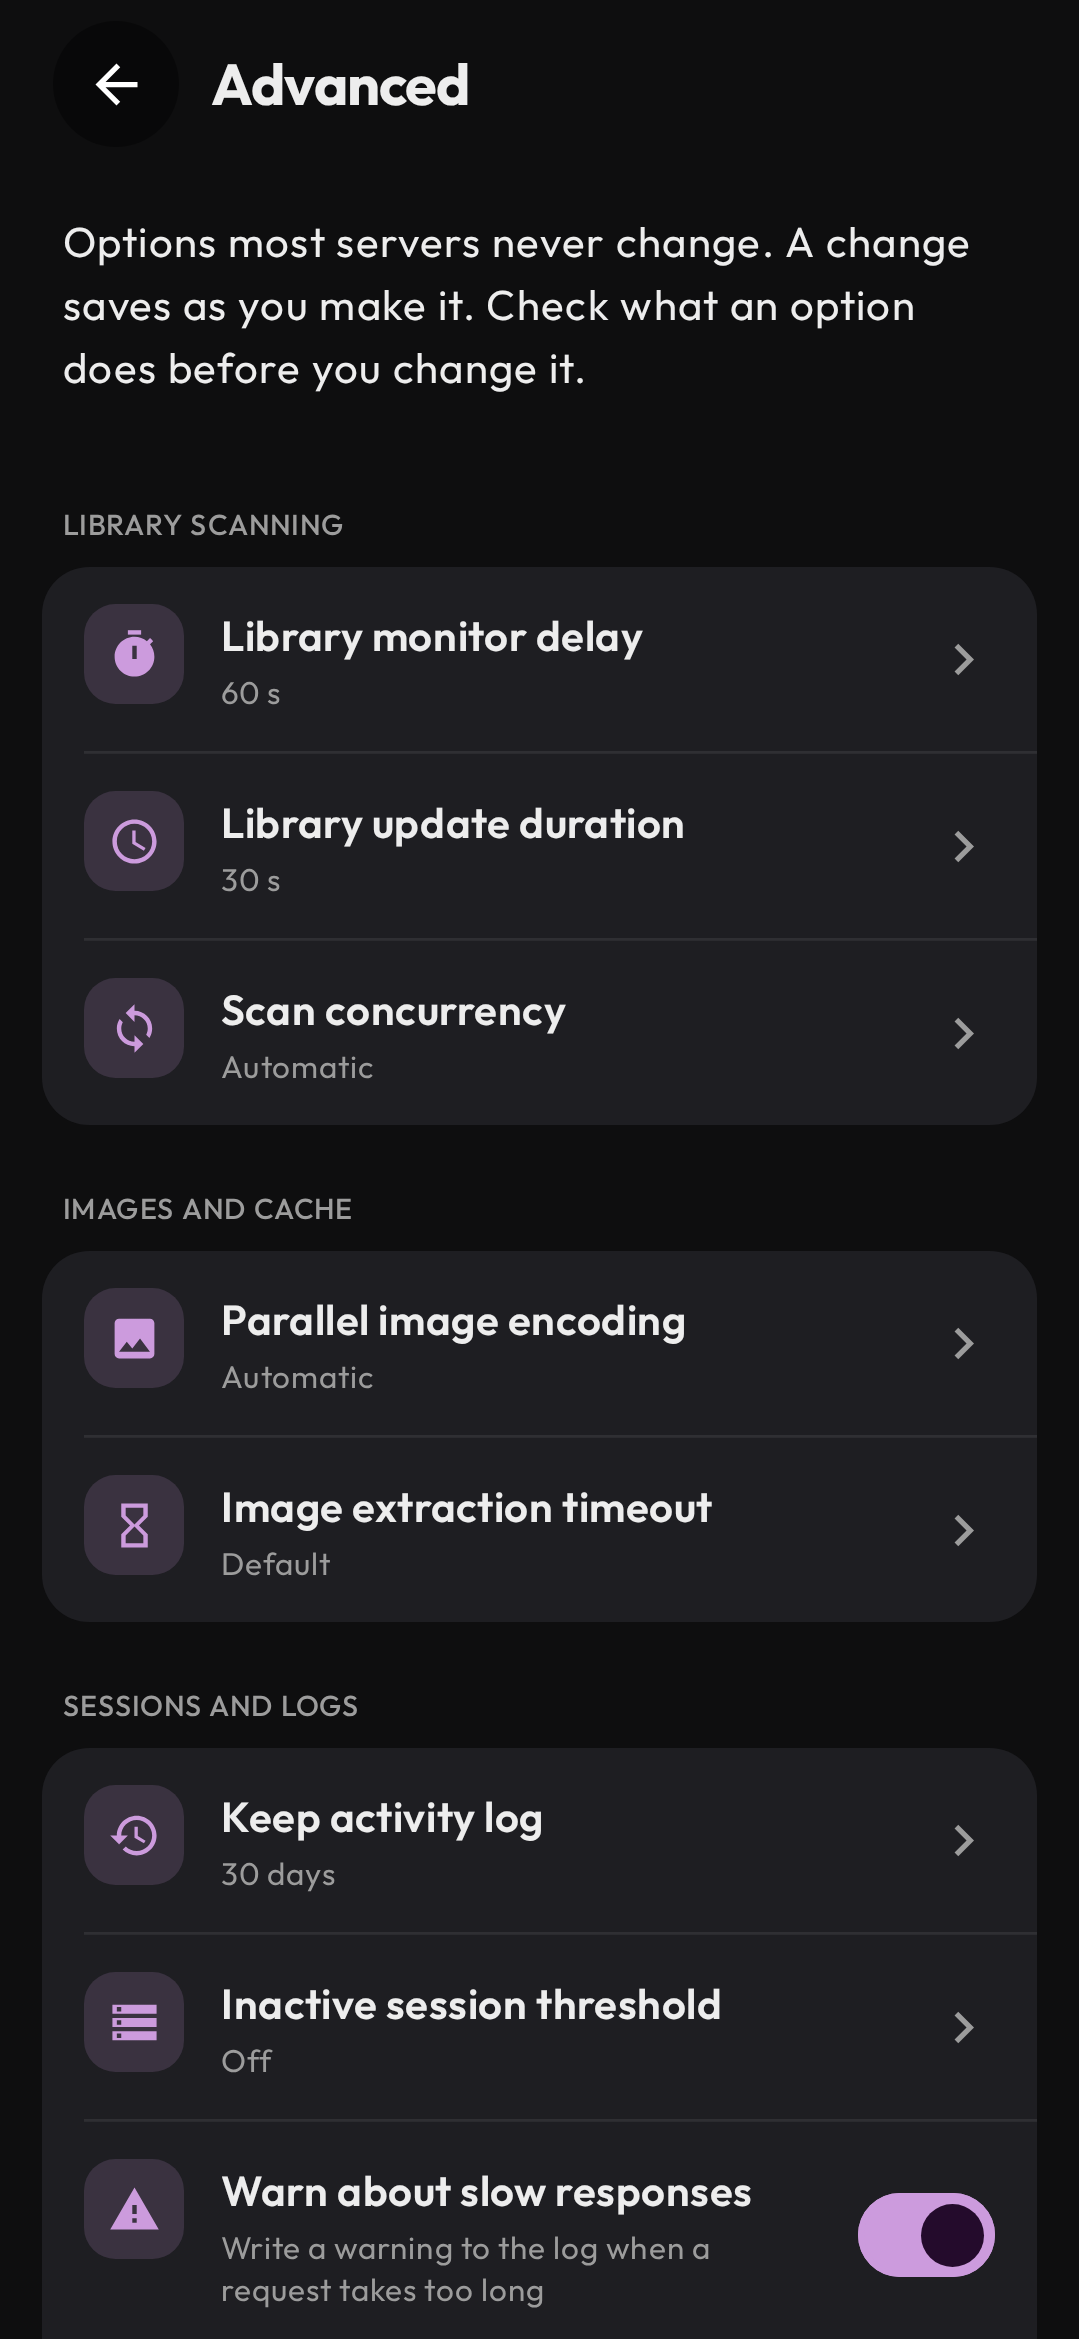 Advanced
Options most servers never change. A change
saves as you make it. Check what an option
does before you change it.
LIBRARY SCANNING
Library monitor delay
60 s
Library update duration
30 s
Scan concurrency
Automatic
IMAGES AND CACHE
Parallel image encoding
Automatic
Image extraction timeout
Default
SESSIONS AND LOGS
Keep activity log
30 days
Inactive session threshold
Off
Warn about slow responses
Write a warning to the log when a
request takes too long